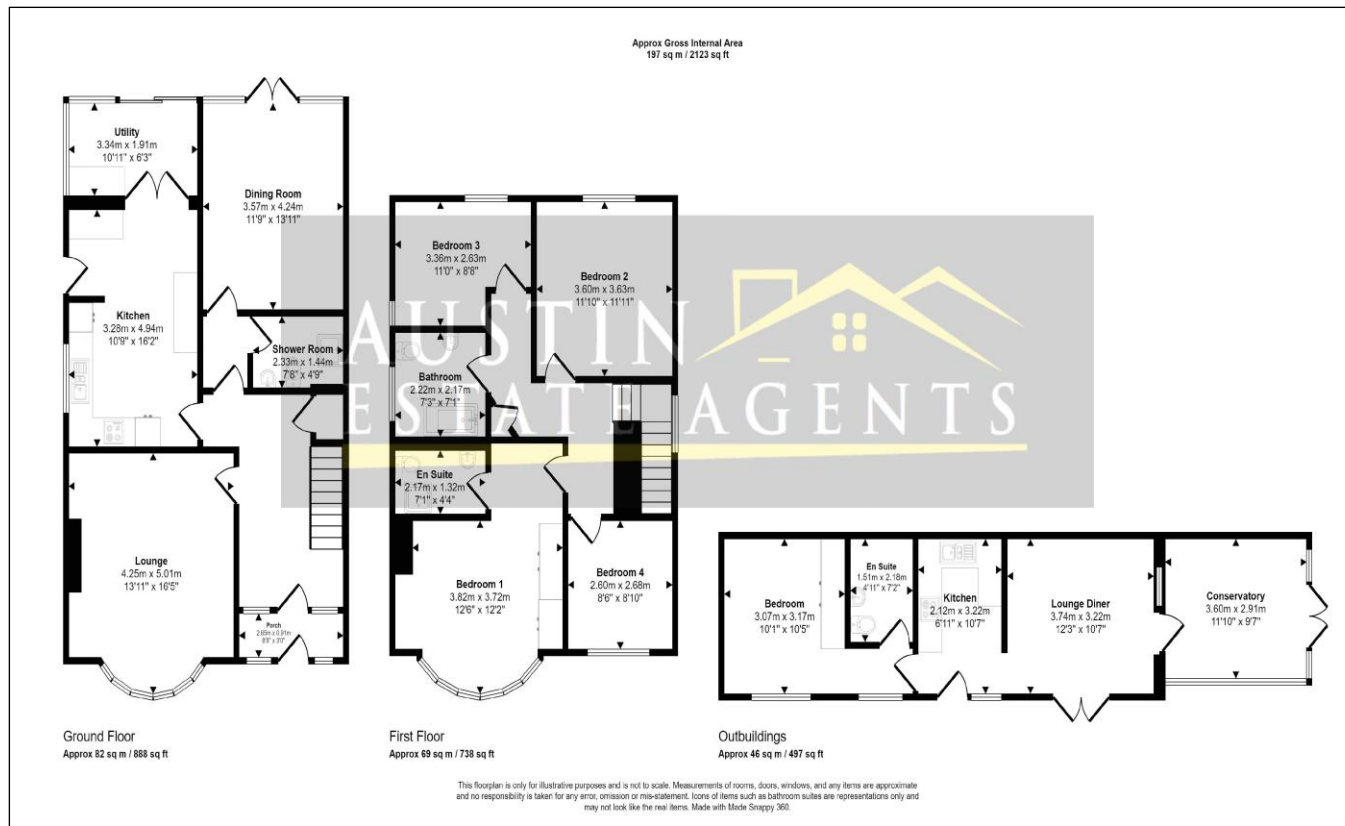 Approx Gross Internal Area
197 sq m / 2123 sq ft
Utility
3.34m x 1.91m
10'11" x 6'3"
Dining Room
3.57m x 4.24m
11'9" x 13'11"
Kitchen
3.28m x 4.94m
10'9" x 16'2"
Shower Room
2.33m x 1.44m
7'8" x 4'9"
Lounge
4.25m x 5.01m
13'11" x 16'5"
Porch
2.65m x 0.91m
8'8" x 3'0"
Ground Floor
Approx 82 sq m / 888 sq ft
Bedroom 3
3.36m x 2.63m
11'0" x 8'8"
Bedroom 2
3.60m x 3.63m
11'10" x 11'11"
Bathroom
2.22m x 2.17m
7'3" x 7'1"
En Suite
2.17m x 1.32m
7'1" x 4'4"
Bedroom 1
3.82m x 3.72m
12'6" x 12'2"
Bedroom 4
2.60m x 2.68m
8'6" x 8'10"
First Floor
Approx 69 sq m / 738 sq ft
AUSTIN
ESTATE AGENTS
Bedroom
3.07m x 3.17m
10'1" x 10'5"
En Suite
1.51m x 2.18m
4'11" x 7'2"
Kitchen
2.12m x 3.22m
6'11" x 10'7"
Lounge Diner
3.74m x 3.22m
12'3" x 10'7"
Conservatory
3.60m x 2.91m
11'10" x 9'7"
Outbuildings
Approx 46 sq m / 497 sq ft
This floorplan is only for illustrative purposes and is not to scale. Measurements of rooms, doors, windows, and any items are approximate
and no responsibility is taken for any error, omission or mis-statement. Icons of items such as bathroom suites are representations only and
may not look like the real items. Made with Made Snappy 360.